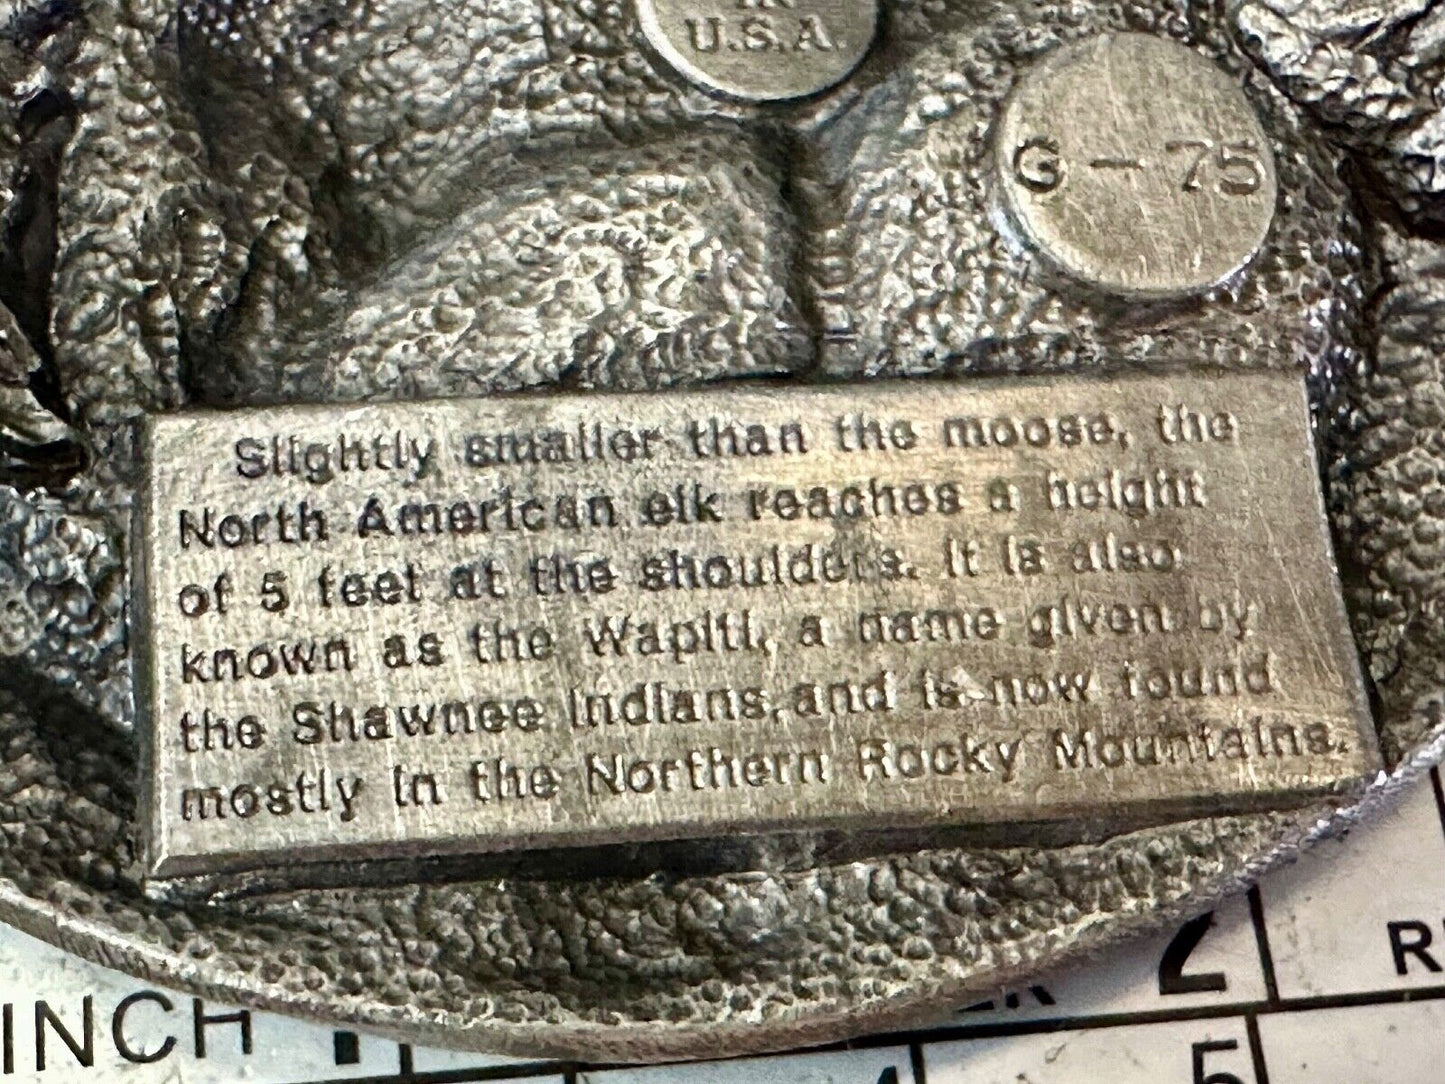 U.S.A.
G-75
Slightly smaller than the moose, the
North American elk reaches a height
of 5 feet at the shoulders. It is also
known as the Wapiti, a name given by
the Shawnee Indians, and is now found
mostly in the Northern Rocky Mountains.
INCH 1
2
5